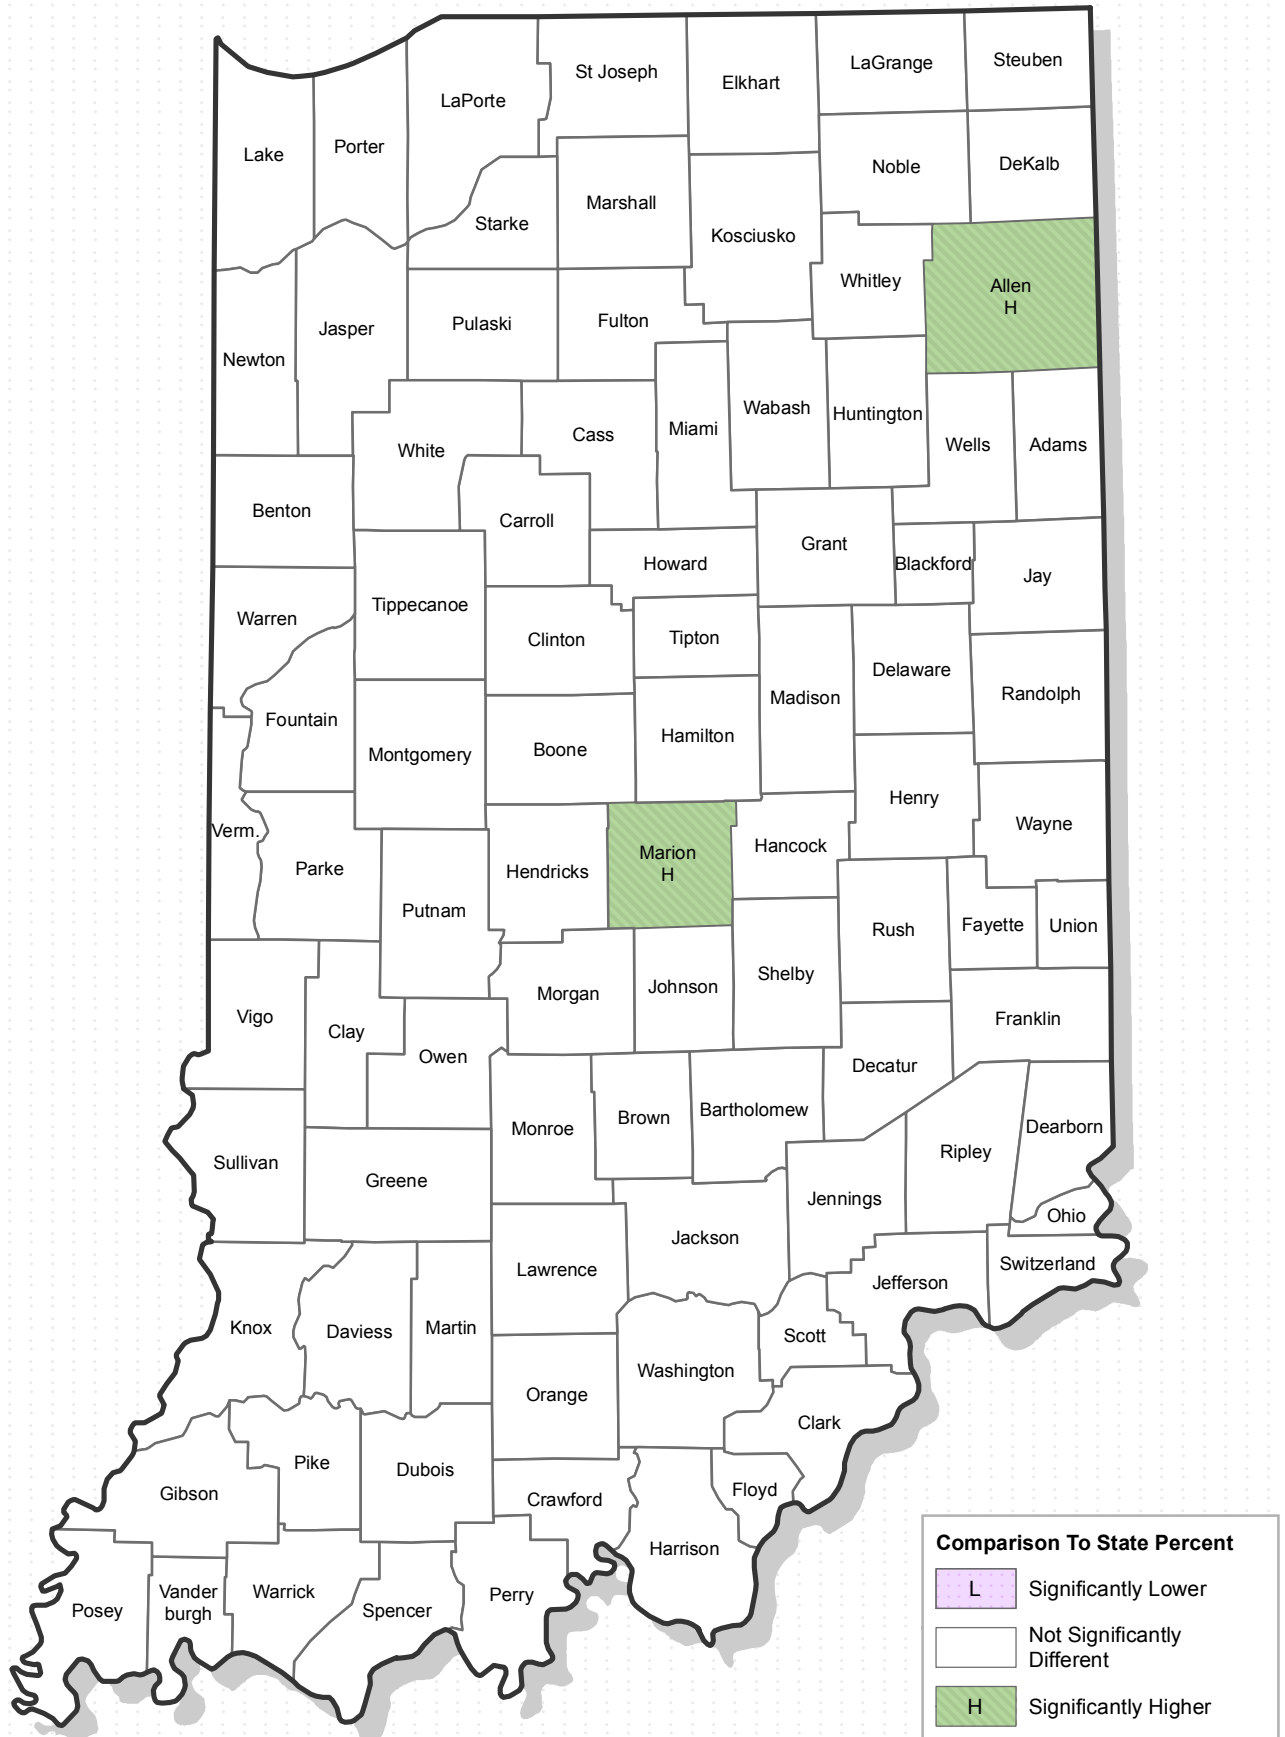 Steuben
LaGrange
St Joseph
Elkhart
LaPorte
Porter
Lake
DeKalb
Noble
Marshall
Starke
Kosciusko
Whitley
Allen
H
Fulton
Pulaski
Jasper
Newton
Wabash
Huntington
Miami
Cass
White
Wells
Adams
Benton
Carroll
Grant
Howard
Blackford
Jay
Tippecanoe
Warren
Clinton
Tipton
Delaware
Randolph
Madison
Fountain
Hamilton
Boone
Montgomery
Henry
Wayne
Verm.
Hancock
Marion
H
Parke
Hendricks
Putnam
Rush
Fayette
Union
Shelby
Johnson
Morgan
Vigo
Franklin
Clay
Owen
Decatur
Bartholomew
Brown
Monroe
Dearborn
Ripley
Sullivan
Greene
Jennings
Ohio
Jackson
Switzerland
Lawrence
Jefferson
Knox
Daviess
Martin
Scott
Washington
Orange
Clark
Pike
Dubois
Gibson
Floyd
Crawford
Harrison
Warrick
Vander
burgh
Perry
Posey
Spencer
Comparison To State Percent
L Significantly Lower
Not Significantly
Different
H Significantly Higher